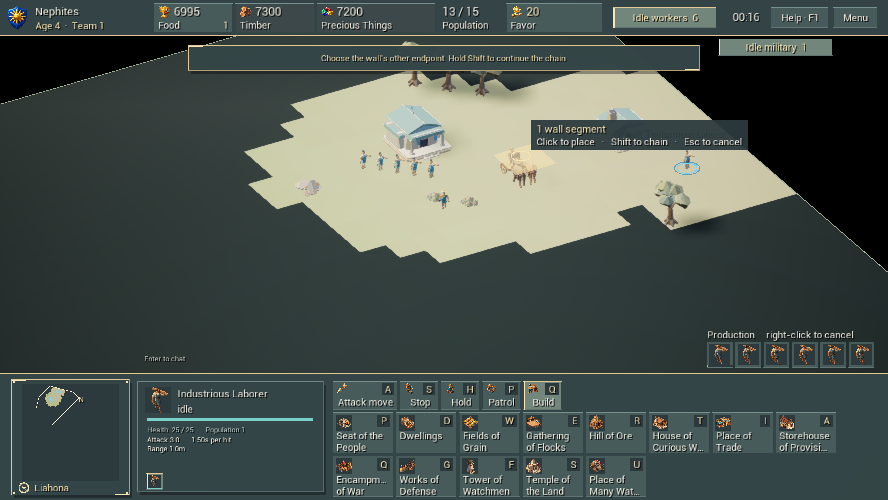 Nephites
Age 4 · Team 1
6995
Food 1
7300
Timber
7200
Precious Things
13 / 15
Population
20
Favor
Idle workers 6
00:16
Help · F1
Menu
Idle military 1
Choose the wall's other endpoint. Hold Shift to continue the chain
1 wall segment
Click to place · Shift to chain · Esc to cancel
Production right-click to cancel
Enter to chat
Liahona
Industrious Laborer
idle
Health 25 / 25 Population 1
Attack 3.0 1.50s per hit
Range 1.0m
A
Attack move
S
Stop
H
Hold
P
Patrol
Q
Build
P
Seat of the
People
D
Dwellings
W
Fields of
Grain
E
Gathering
of Flocks
R
Hill of Ore
T
House of
Curious W...
I
Place of
Trade
A
Storehouse
of Provisi...
Q
Encampm...
of War
G
Works of
Defense
F
Tower of
Watchmen
S
Temple of
the Land
U
Place of
Many Wat...